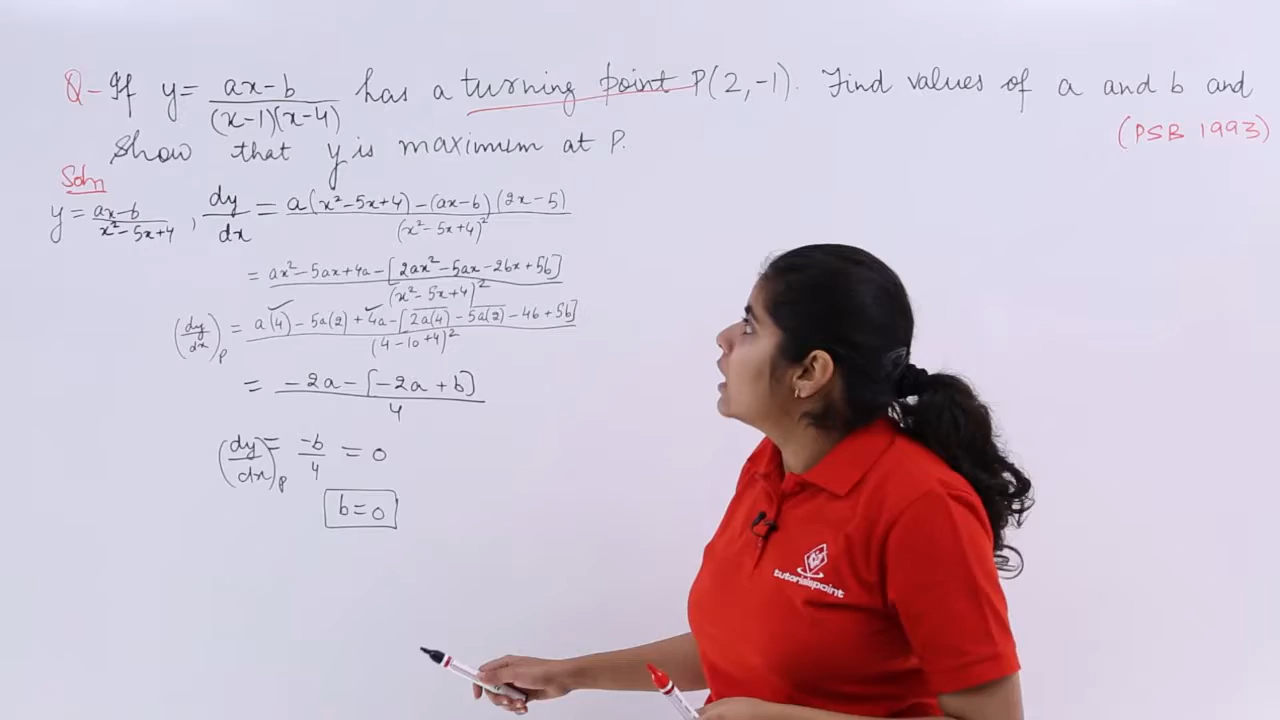 Q- If y = (ax-b)/((x-1)(x-4)) has a turning point P(2,-1). Find values of a and b and
Show that y is maximum at P.
(PSB 1993)
Soln
y = (ax-b)/(x²-5x+4) , dy/dx = (a(x²-5x+4) - (ax-b)(2x-5))/(x²-5x+4)²
= (ax²-5ax+4a-[2ax²-5ax-2bx+5b])/(x²-5x+4)²
(dy/dx)p = (a(4)-5a(2)+4a-[2a(4)-5a(2)-4b+5b])/(4-10+4)²
= (-2a-[-2a+b])/4
(dy/dx)p = -b/4 = 0
b=0
tutorialspoint